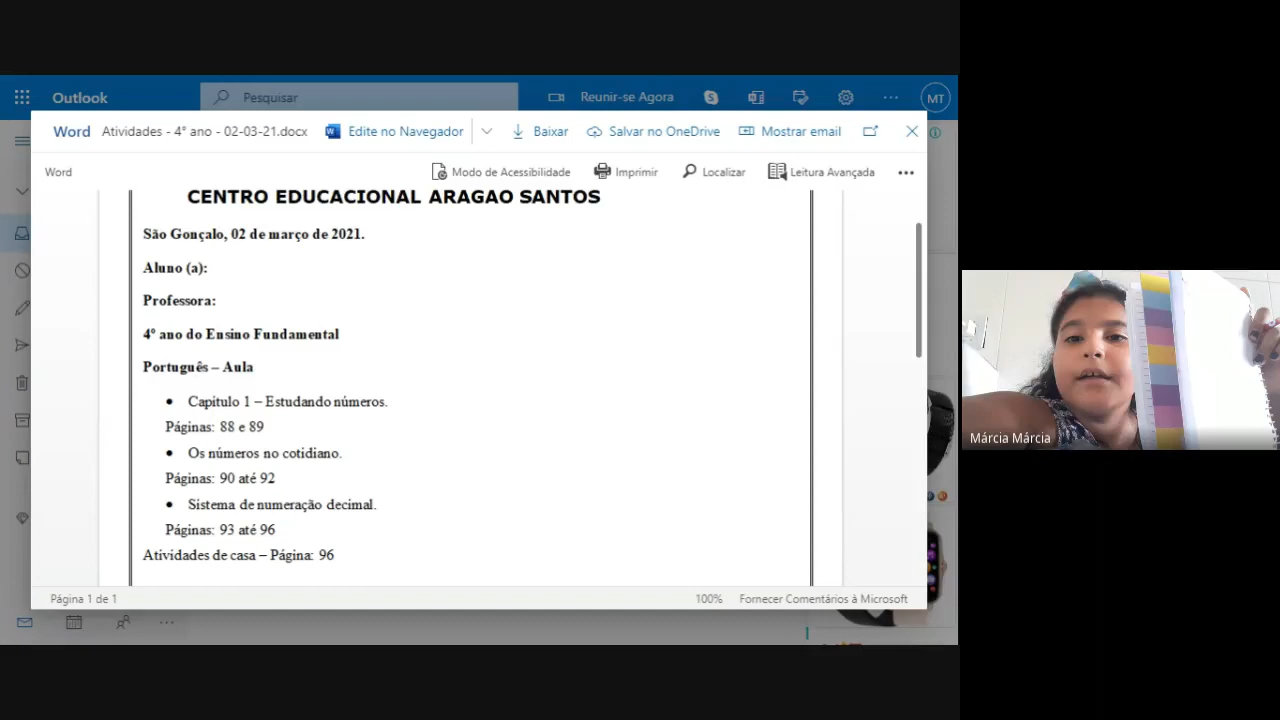 Outlook
Pesquisar
Reunir-se Agora
MT
Word
Atividades - 4° ano - 02-03-21.docx
Edite no Navegador
Baixar
Salvar no OneDrive
Mostrar email
Word
Modo de Acessibilidade
Imprimir
Localizar
Leitura Avançada
CENTRO EDUCACIONAL ARAGAO SANTOS
São Gonçalo, 02 de março de 2021.
Aluno (a):
Professora:
4º ano do Ensino Fundamental
Português – Aula
• Capitulo 1 – Estudando números.
Páginas: 88 e 89
• Os números no cotidiano.
Páginas: 90 até 92
• Sistema de numeração decimal.
Páginas: 93 até 96
Atividades de casa – Página: 96
Página 1 de 1
100%
Fornecer Comentários à Microsoft
Márcia Márcia